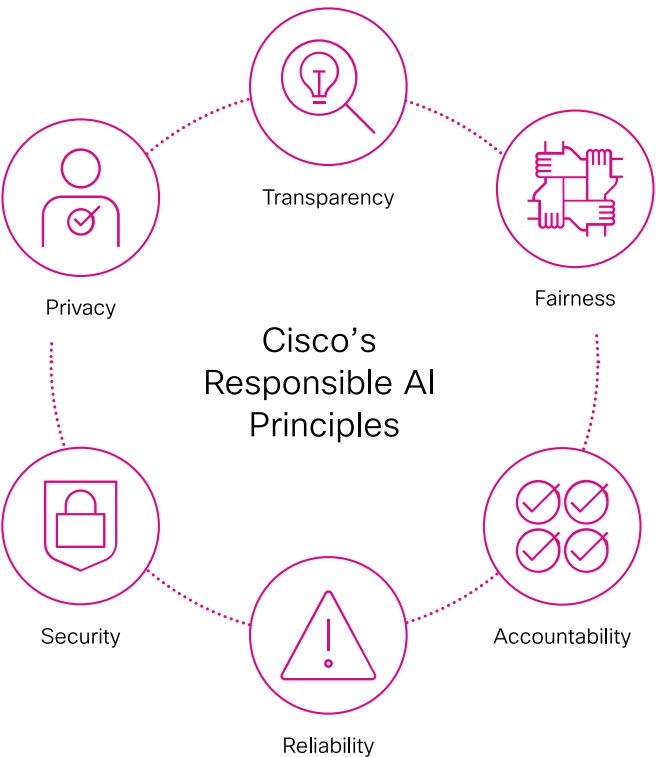 Transparency
Fairness
Privacy
Cisco’s
Responsible AI
Principles
Security
Accountability
Reliability